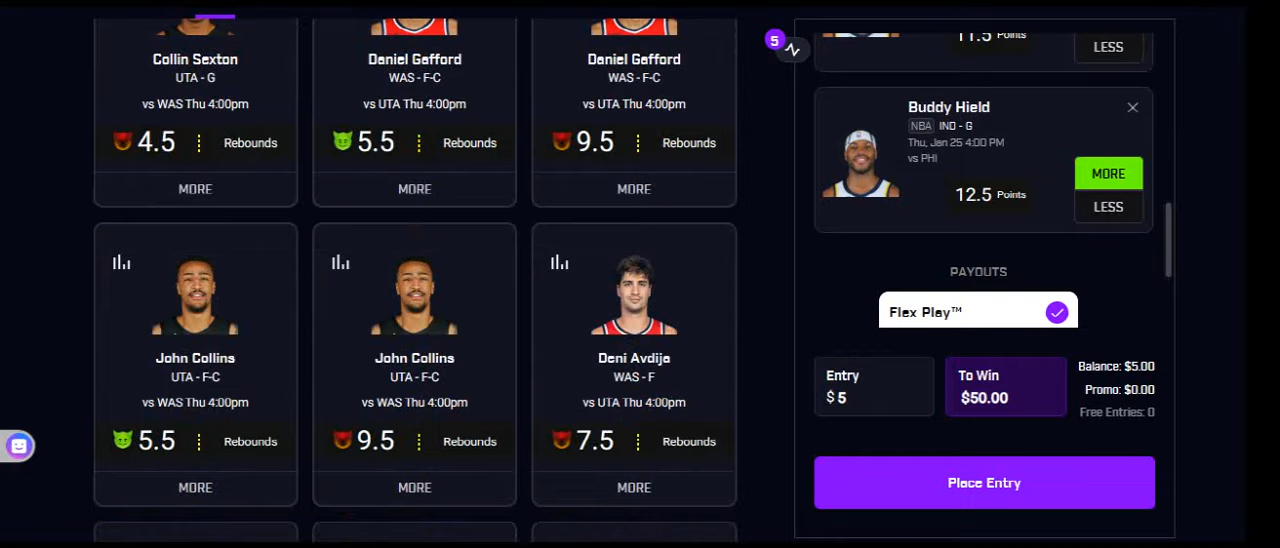 Collin Sexton
UTA - G
vs WAS Thu 4:00pm
4.5 Rebounds
MORE
Daniel Gafford
WAS - F-C
vs UTA Thu 4:00pm
5.5 Rebounds
MORE
Daniel Gafford
WAS - F-C
vs UTA Thu 4:00pm
9.5 Rebounds
MORE
John Collins
UTA - F-C
vs WAS Thu 4:00pm
5.5 Rebounds
MORE
John Collins
UTA - F-C
vs WAS Thu 4:00pm
9.5 Rebounds
MORE
Deni Avdija
WAS - F
vs UTA Thu 4:00pm
7.5 Rebounds
MORE
5
11.5 Points
LESS
Buddy Hield
NBA IND - G
Thu, Jan 25 4:00 PM
vs PHI
12.5 Points
MORE
LESS
PAYOUTS
Flex Play™
Entry
$ 5
To Win
$50.00
Balance: $5.00
Promo: $0.00
Free Entries: 0
Place Entry